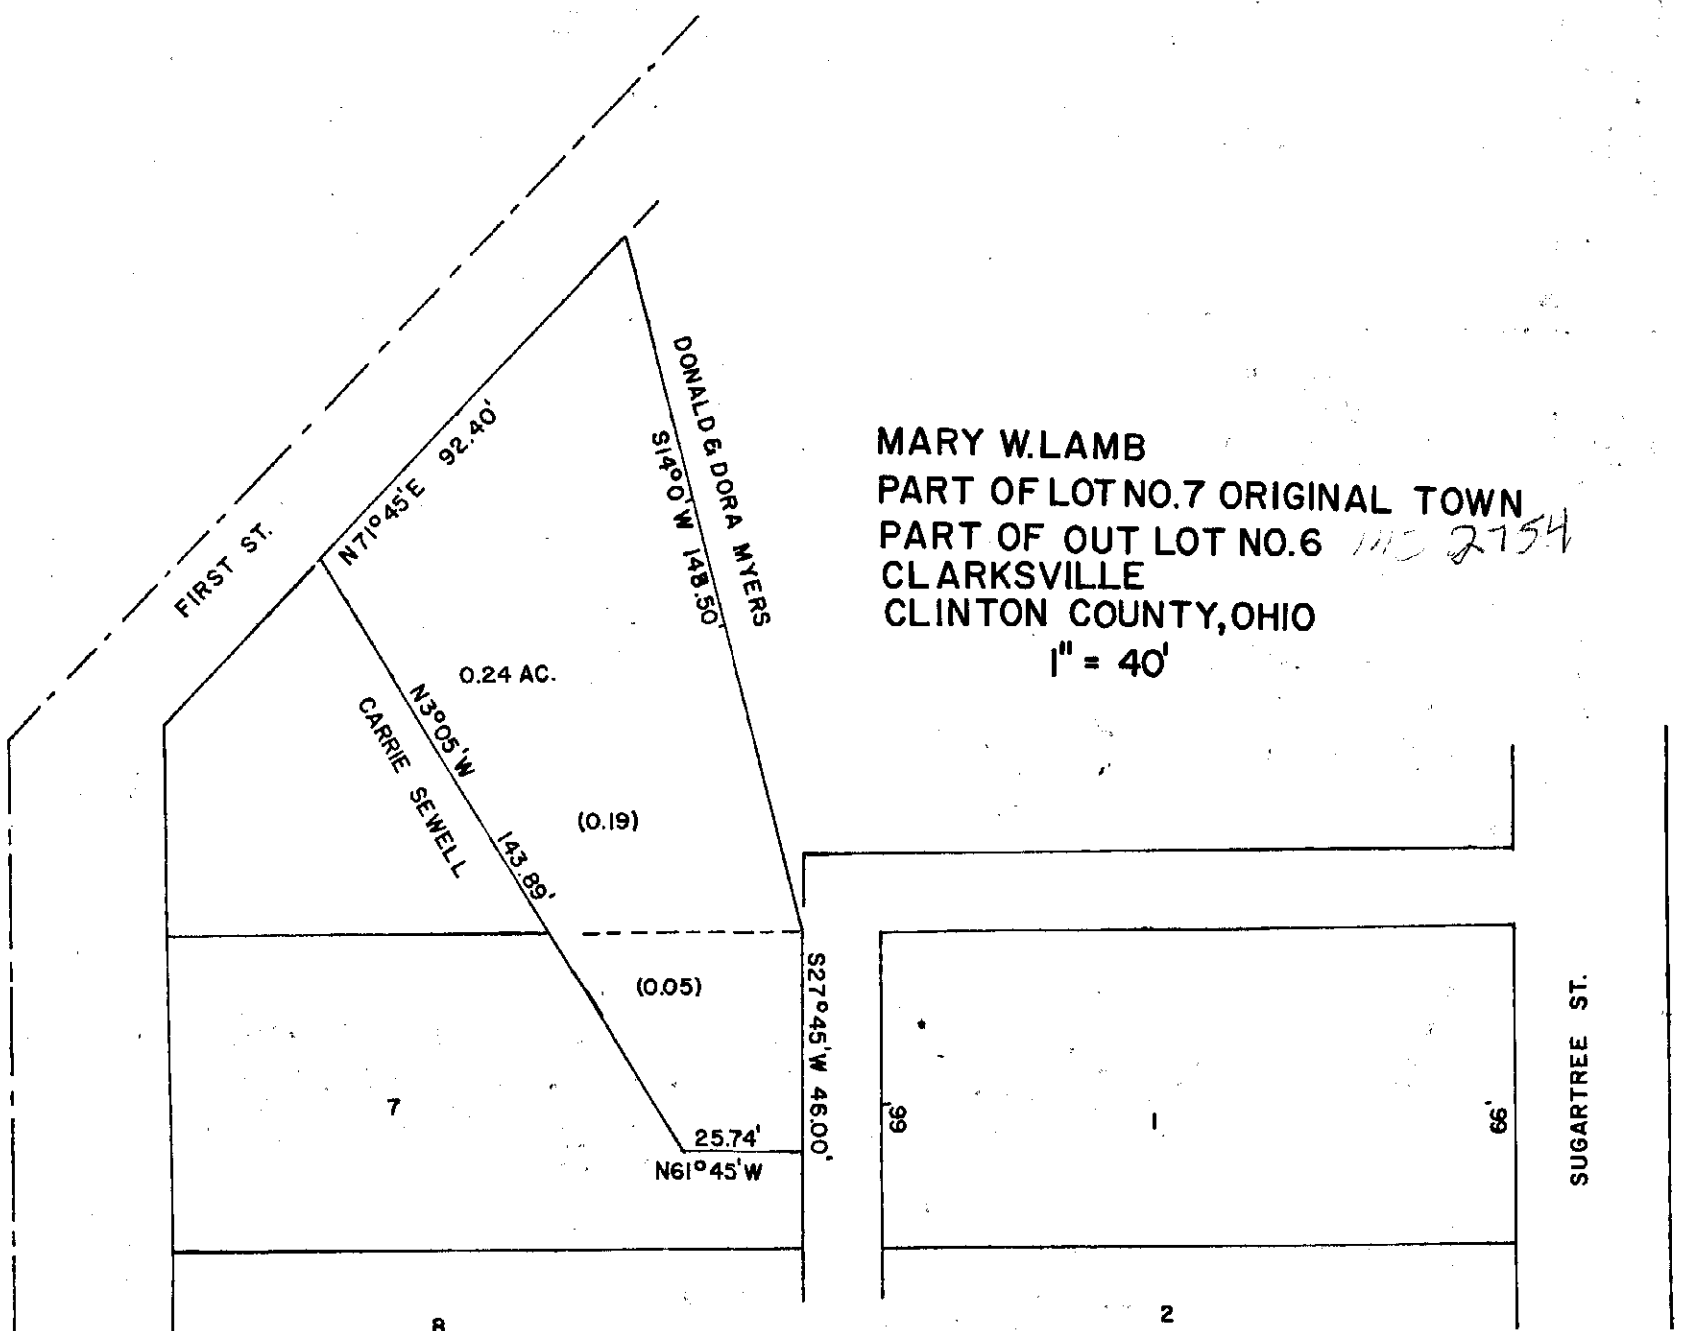 FIRST ST.
N71°45'E 92.40'
DONALD & DORA MYERS
S14°0'W 148.50'
MARY W. LAMB
PART OF LOT NO.7 ORIGINAL TOWN
PART OF OUT LOT NO.6 2754
CLARKSVILLE
CLINTON COUNTY, OHIO
1" = 40'
0.24 AC.
N3°05'W 143.89'
CARRIE SEWELL
(0.19)
(0.05)
S27°45'W 46.00'
7
25.74'
N61°45'W
66'
1
66'
SUGARTREE ST.
8
2